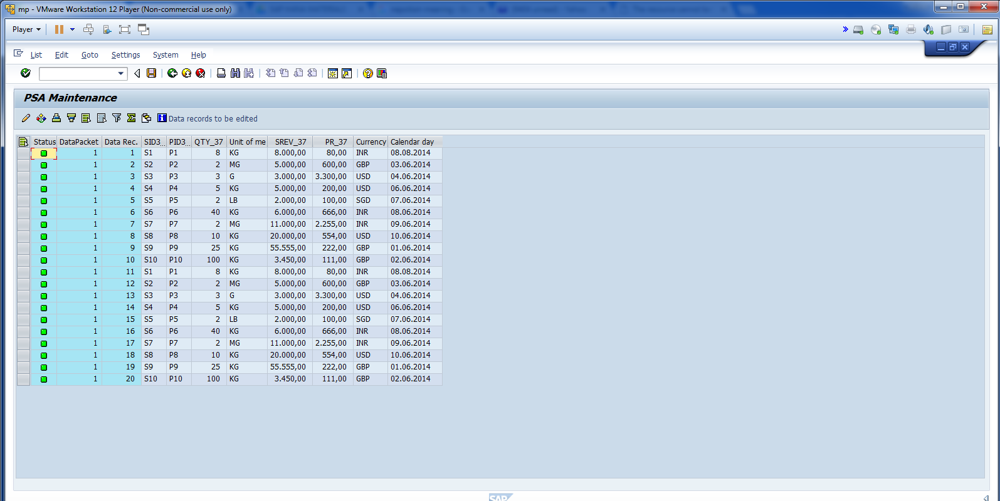 mp - VMware Workstation 12 Player (Non-commercial use only)
Player
List Edit Goto Settings System Help
PSA Maintenance
Data records to be edited
Status DataPacket Data Rec. SID3... PID3... QTY_37 Unit of me SREV_37 PR_37 Currency Calendar day
1 1 S1 P1 8 KG 8.000,00 80,00 INR 08.08.2014
1 2 S2 P2 2 MG 5.000,00 600,00 GBP 03.06.2014
1 3 S3 P3 3 G 3.000,00 3.300,00 USD 04.06.2014
1 4 S4 P4 5 KG 5.000,00 200,00 USD 06.06.2014
1 5 S5 P5 2 LB 2.000,00 100,00 SGD 07.06.2014
1 6 S6 P6 40 KG 6.000,00 666,00 INR 08.06.2014
1 7 S7 P7 2 MG 11.000,00 2.255,00 INR 09.06.2014
1 8 S8 P8 10 KG 20.000,00 554,00 USD 10.06.2014
1 9 S9 P9 25 KG 55.555,00 222,00 GBP 01.06.2014
1 10 S10 P10 100 KG 3.450,00 111,00 GBP 02.06.2014
1 11 S1 P1 8 KG 8.000,00 80,00 INR 08.08.2014
1 12 S2 P2 2 MG 5.000,00 600,00 GBP 03.06.2014
1 13 S3 P3 3 G 3.000,00 3.300,00 USD 04.06.2014
1 14 S4 P4 5 KG 5.000,00 200,00 USD 06.06.2014
1 15 S5 P5 2 LB 2.000,00 100,00 SGD 07.06.2014
1 16 S6 P6 40 KG 6.000,00 666,00 INR 08.06.2014
1 17 S7 P7 2 MG 11.000,00 2.255,00 INR 09.06.2014
1 18 S8 P8 10 KG 20.000,00 554,00 USD 10.06.2014
1 19 S9 P9 25 KG 55.555,00 222,00 GBP 01.06.2014
1 20 S10 P10 100 KG 3.450,00 111,00 GBP 02.06.2014
SAP